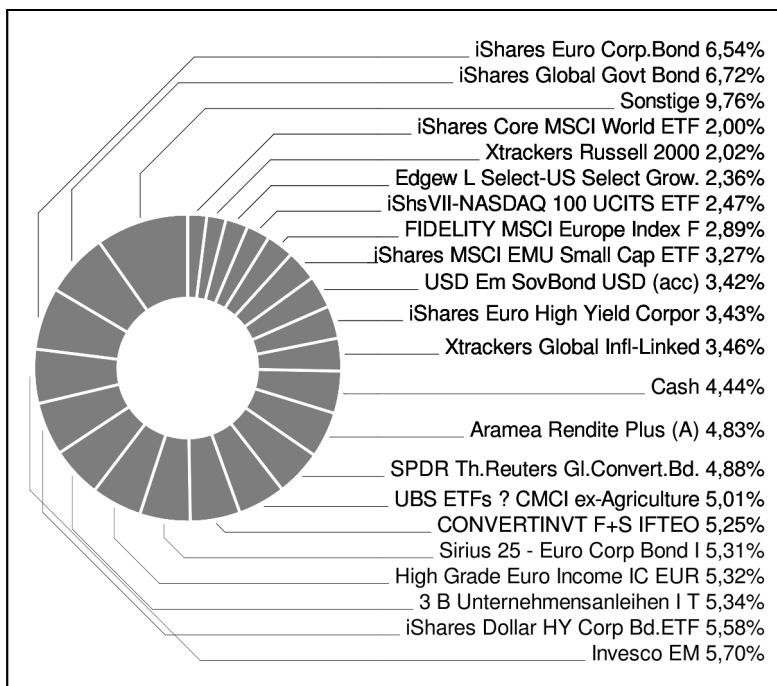 iShares Euro Corp.Bond 6,54%
iShares Global Govt Bond 6,72%
Sonstige 9,76%
iShares Core MSCI World ETF 2,00%
Xtrackers Russell 2000 2,02%
Edgew L Select-US Select Grow. 2,36%
iShsVII-NASDAQ 100 UCITS ETF 2,47%
FIDELITY MSCI Europe Index F 2,89%
iShares MSCI EMU Small Cap ETF 3,27%
USD Em SovBond USD (acc) 3,42%
iShares Euro High Yield Corpor 3,43%
Xtrackers Global Infl-Linked 3,46%
Cash 4,44%
Aramea Rendite Plus (A) 4,83%
SPDR Th.Reuters Gl.Convert.Bd. 4,88%
UBS ETFs ? CMCI ex-Agriculture 5,01%
CONVERTINVT F+S IFTEO 5,25%
Sirius 25 - Euro Corp Bond I 5,31%
High Grade Euro Income IC EUR 5,32%
3 B Unternehmensanleihen I T 5,34%
iShares Dollar HY Corp Bd.ETF 5,58%
Invesco EM 5,70%